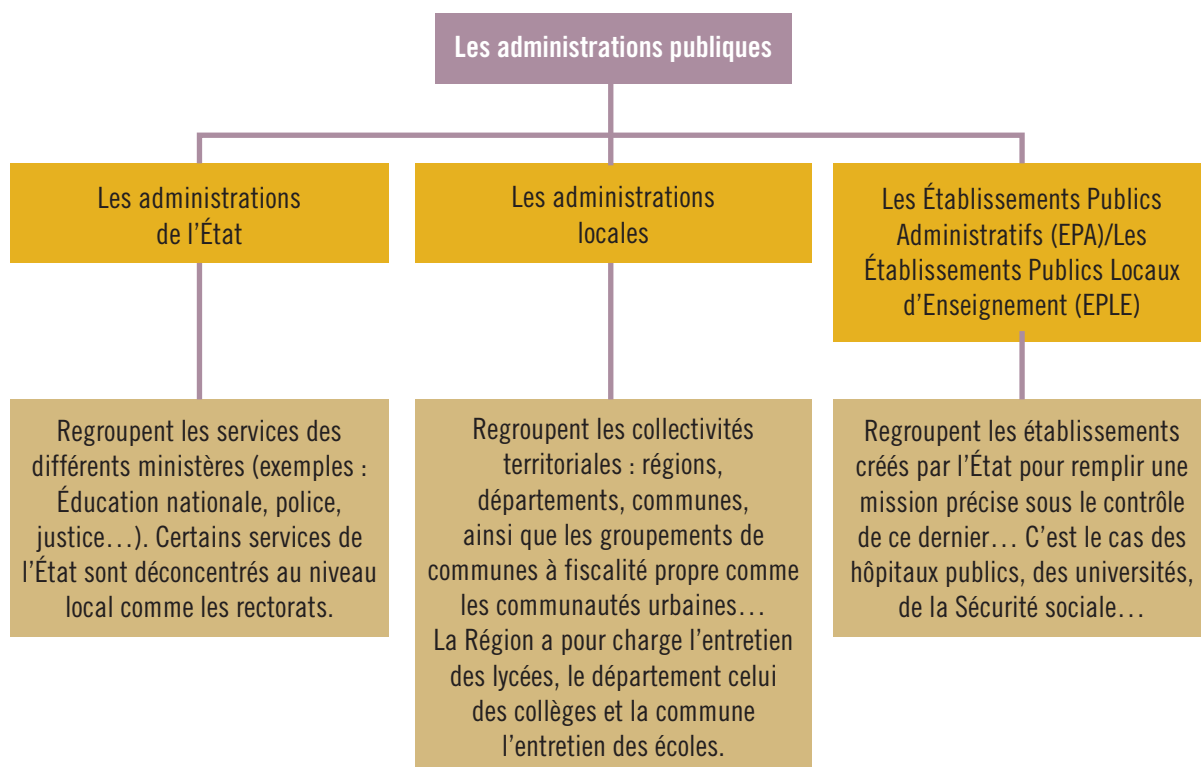 Les administrations publiques
Les administrations
de l’État
Les administrations
locales
Les Établissements Publics
Administratifs (EPA)/Les
Établissements Publics Locaux
d’Enseignement (EPLE)
Regroupent les services des
différents ministères (exemples :
Éducation nationale, police,
justice…). Certains services de
l’État sont déconcentrés au niveau
local comme les rectorats.
Regroupent les collectivités
territoriales : régions,
départements, communes,
ainsi que les groupements de
communes à fiscalité propre comme
les communautés urbaines…
La Région a pour charge l’entretien
des lycées, le département celui
des collèges et la commune
l’entretien des écoles.
Regroupent les établissements
créés par l’État pour remplir une
mission précise sous le contrôle
de ce dernier… C’est le cas des
hôpitaux publics, des universités,
de la Sécurité sociale…